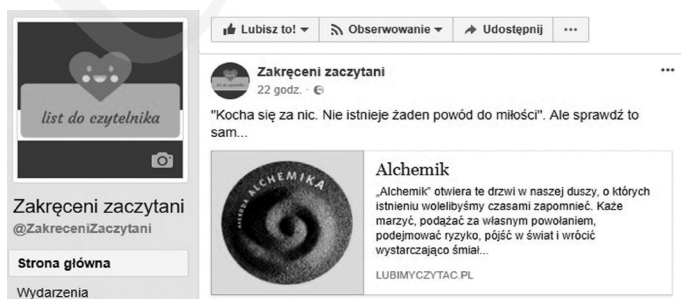 list do czytelnika
Zakręceni zaczytani
@ZakreceniZaczytani
Strona główna
Wydarzenia
Lubisz to!
Obserwowanie
Udostępnij
Zakręceni zaczytani
22 godz.
"Kocha się za nic. Nie istnieje żaden powód do miłości". Ale sprawdź to
sam...
ALCHEMIKA
Alchemik
„Alchemik" otwiera te drzwi w naszej duszy, o których
istnieniu wolelibyśmy czasami zapomnieć. Każe
marzyć, podążać za własnym powołaniem,
podejmować ryzyko, pójść w świat i wrócić
wystarczająco śmiał...
LUBIMYCZYTAC.PL